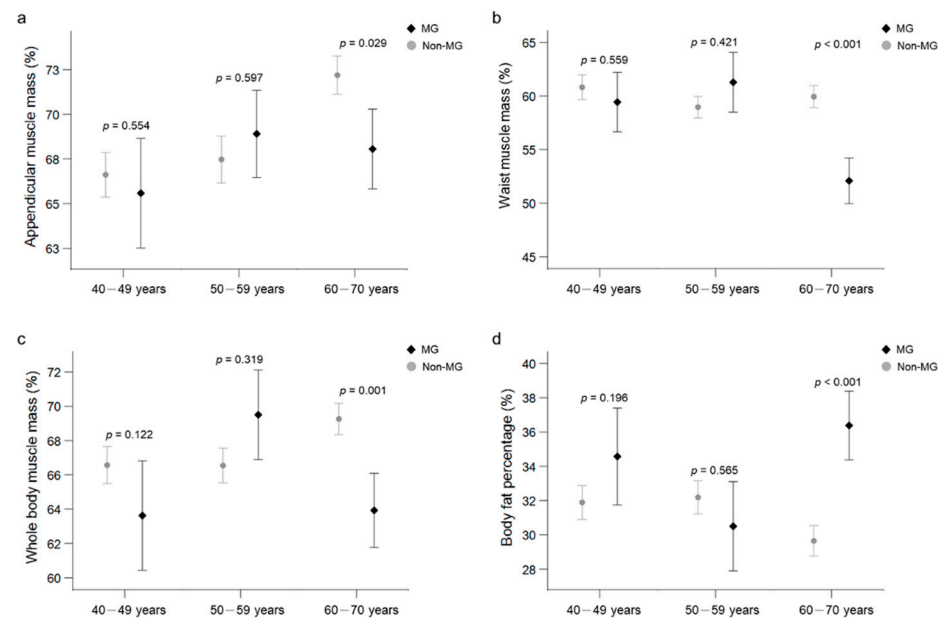 a
MG
Non-MG
Appendicular muscle mass (%)
73
70
68
65
63
p = 0.554
p = 0.597
p = 0.029
40—49 years
50—59 years
60—70 years
b
MG
Non-MG
Waist muscle mass (%)
65
60
55
50
45
p = 0.559
p = 0.421
p < 0.001
40—49 years
50—59 years
60—70 years
c
MG
Non-MG
Whole body muscle mass (%)
72
70
68
66
64
62
60
p = 0.122
p = 0.319
p = 0.001
40—49 years
50—59 years
60—70 years
d
MG
Non-MG
Body fat percentage (%)
40
38
36
34
32
30
28
p = 0.196
p = 0.565
p < 0.001
40—49 years
50—59 years
60—70 years